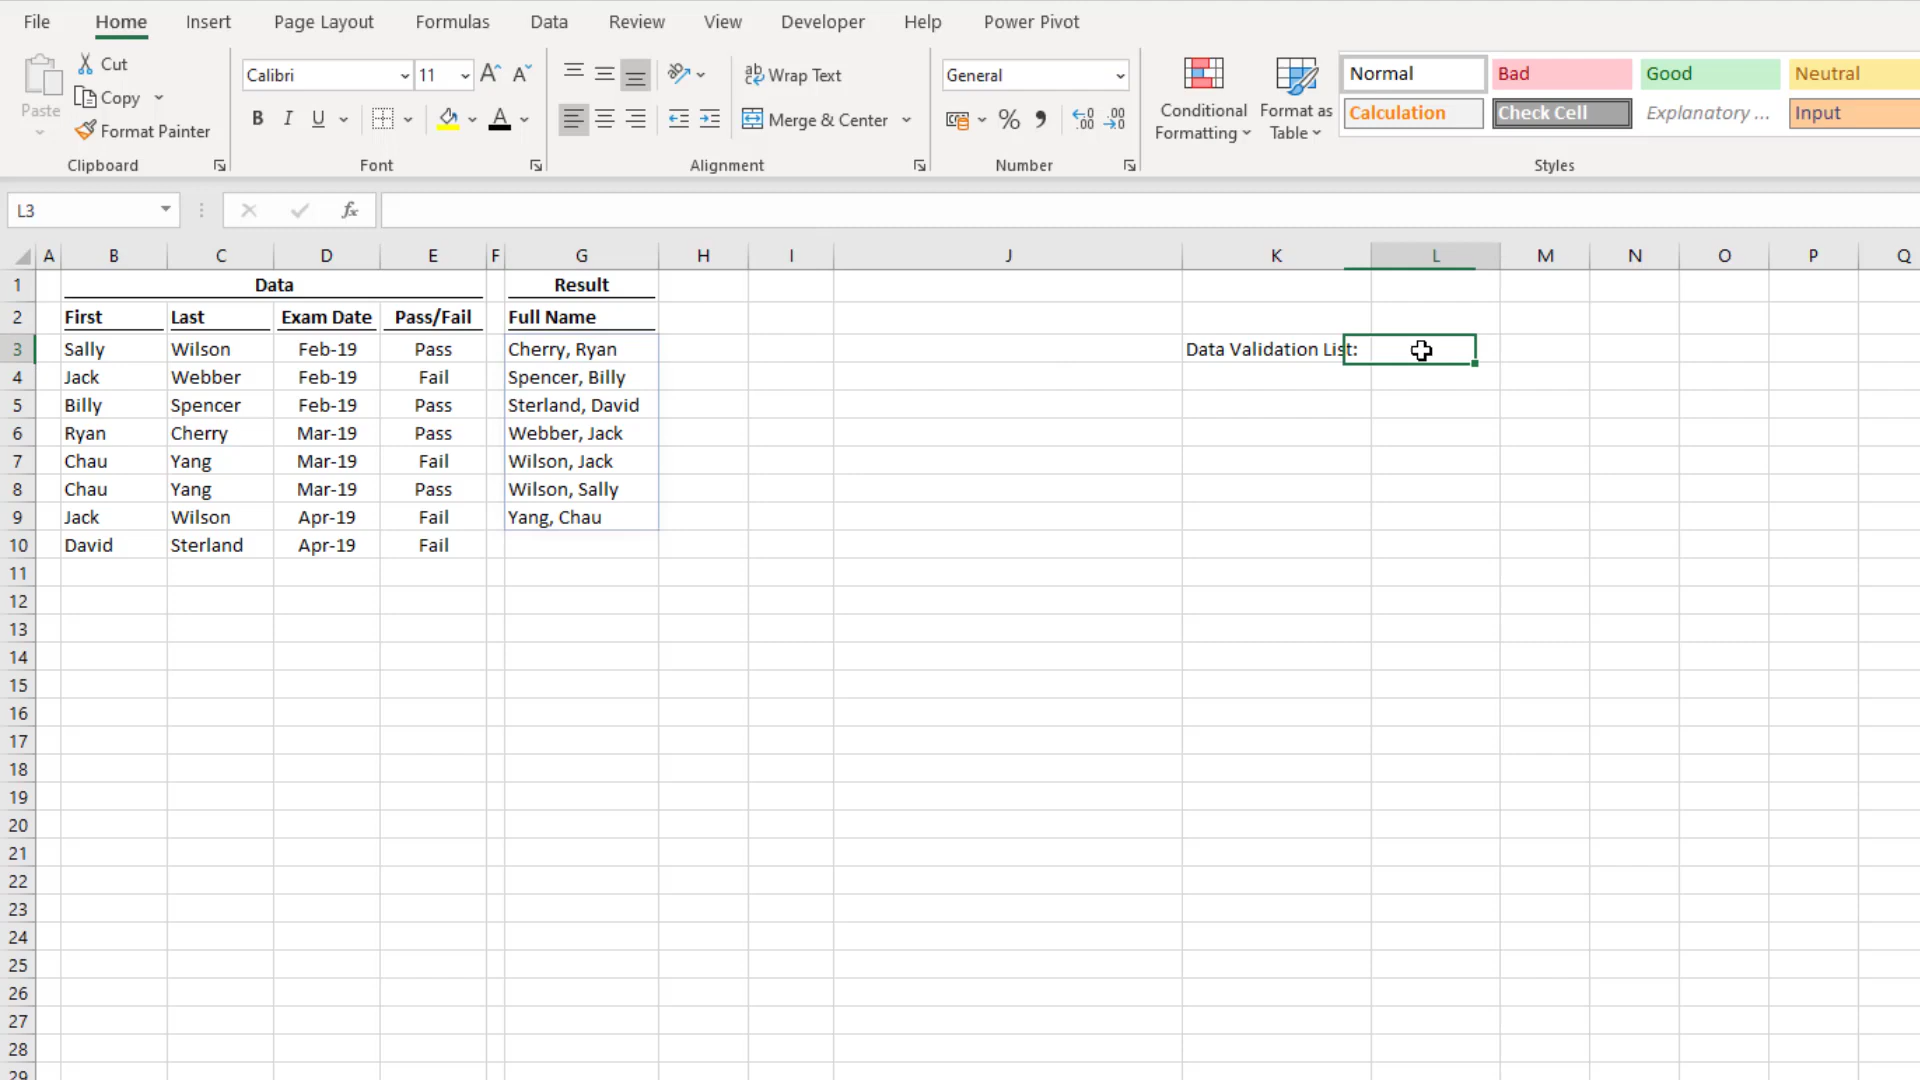 File Home Insert Page Layout Formulas Data Review View Developer Help Power Pivot
Paste
Cut
Copy
Format Painter
Clipboard
Calibri 11
B I U A
Font
Wrap Text
Merge & Center
Alignment
General
%
Number
Conditional Formatting
Format as Table
Normal Bad Good Neutral
Calculation Check Cell Explanatory ... Input
Styles
L3 fx
A B C D E F G H I J K L M N O P Q
1 Data Result
2 First Last Exam Date Pass/Fail Full Name
3 Sally Wilson Feb-19 Pass Cherry, Ryan Data Validation List:
4 Jack Webber Feb-19 Fail Spencer, Billy
5 Billy Spencer Feb-19 Pass Sterland, David
6 Ryan Cherry Mar-19 Pass Webber, Jack
7 Chau Yang Mar-19 Fail Wilson, Jack
8 Chau Yang Mar-19 Pass Wilson, Sally
9 Jack Wilson Apr-19 Fail Yang, Chau
10 David Sterland Apr-19 Fail
11
12
13
14
15
16
17
18
19
20
21
22
23
24
25
26
27
28
29